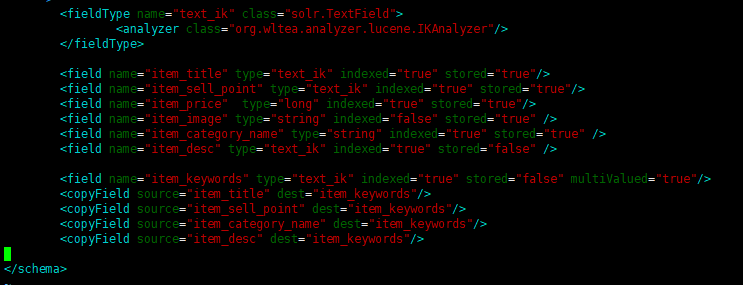 <fieldType name="text_ik" class="solr.TextField">
<analyzer class="org.wltea.analyzer.lucene.IKAnalyzer"/>
</fieldType>
<field name="item_title" type="text_ik" indexed="true" stored="true"/>
<field name="item_sell_point" type="text_ik" indexed="true" stored="true"/>
<field name="item_price"  type="long" indexed="true" stored="true"/>
<field name="item_image" type="string" indexed="false" stored="true" />
<field name="item_category_name" type="string" indexed="true" stored="true" />
<field name="item_desc" type="text_ik" indexed="true" stored="false" />
<field name="item_keywords" type="text_ik" indexed="true" stored="false" multiValued="true"/>
<copyField source="item_title" dest="item_keywords"/>
<copyField source="item_sell_point" dest="item_keywords"/>
<copyField source="item_category_name" dest="item_keywords"/>
<copyField source="item_desc" dest="item_keywords"/>
</schema>